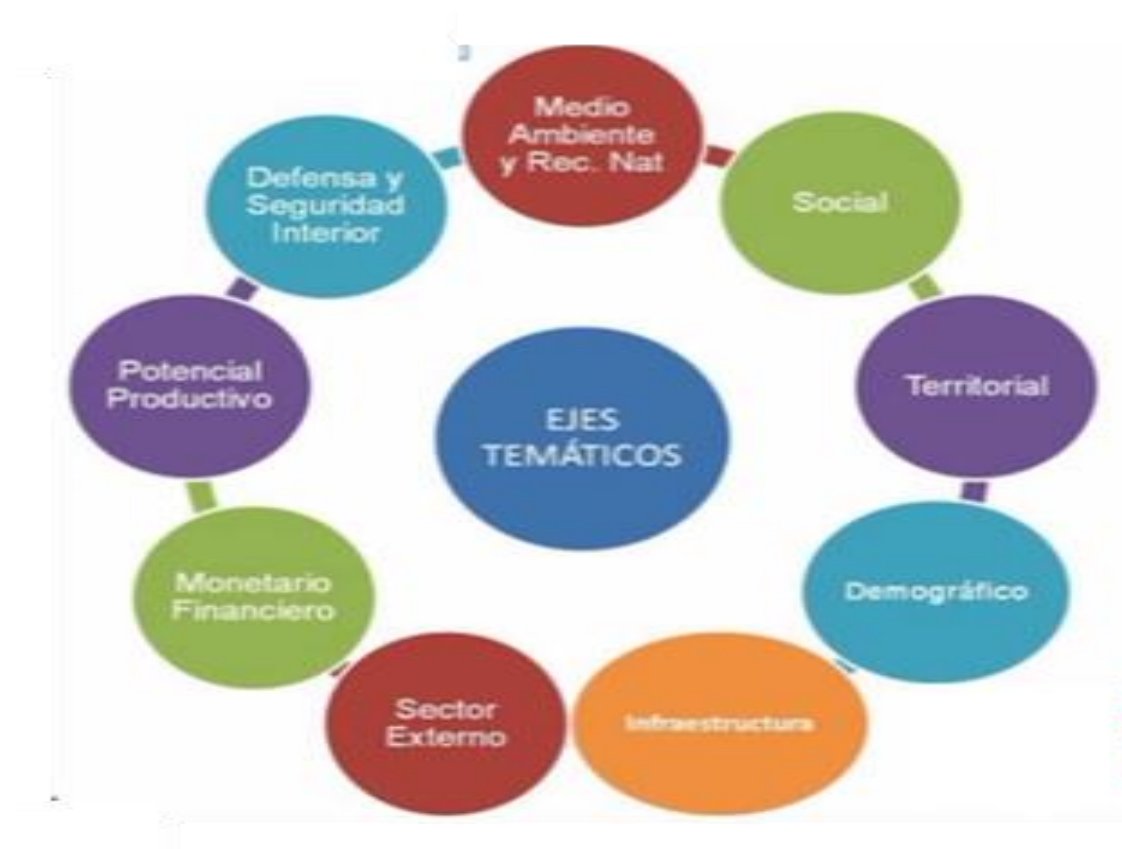 Medio
Ambiente
y Rec. Nat
Social
Territorial
Demográfico
Infraestructura
Sector
Externo
Monetario
Financiero
Potencial
Productivo
Defensa y
Seguridad
Interior
EJES
TEMÁTICOS